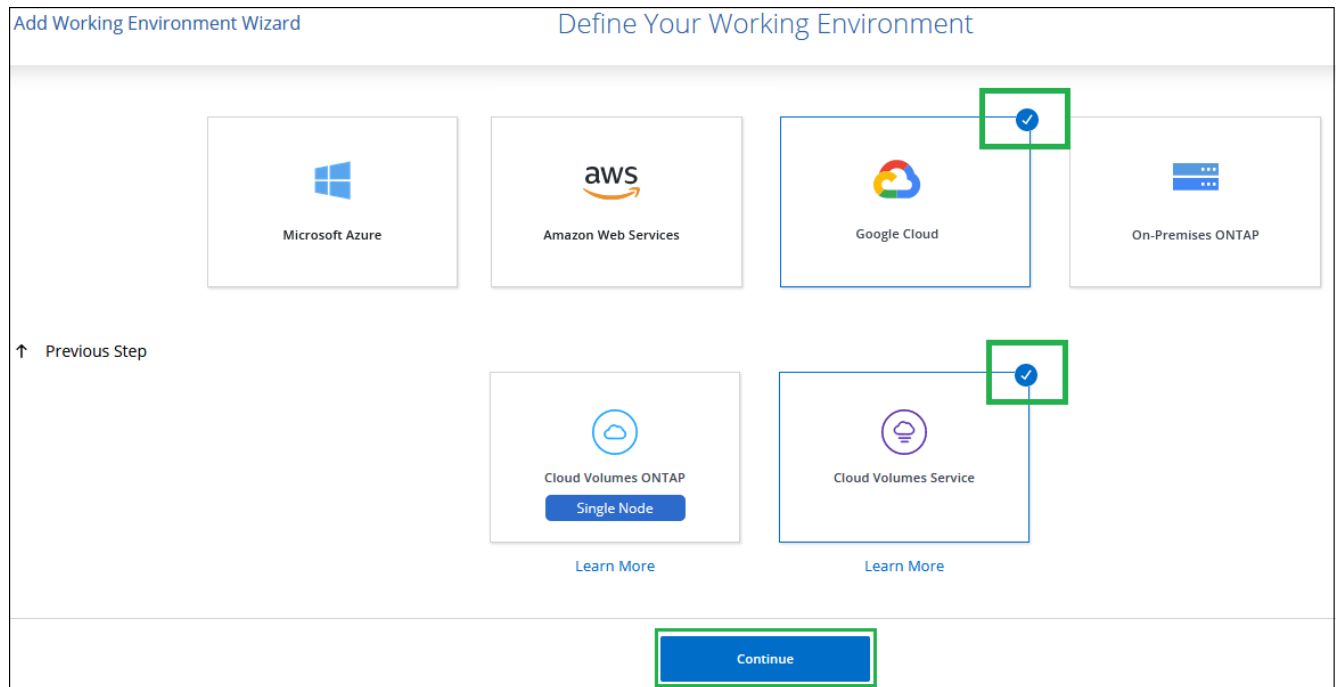 Add Working Environment Wizard
Define Your Working Environment
aws
Microsoft Azure
Amazon Web Services
Google Cloud
On-Premises ONTAP
↑ Previous Step
Cloud Volumes ONTAP
Single Node
Cloud Volumes Service
Learn More
Learn More
Continue